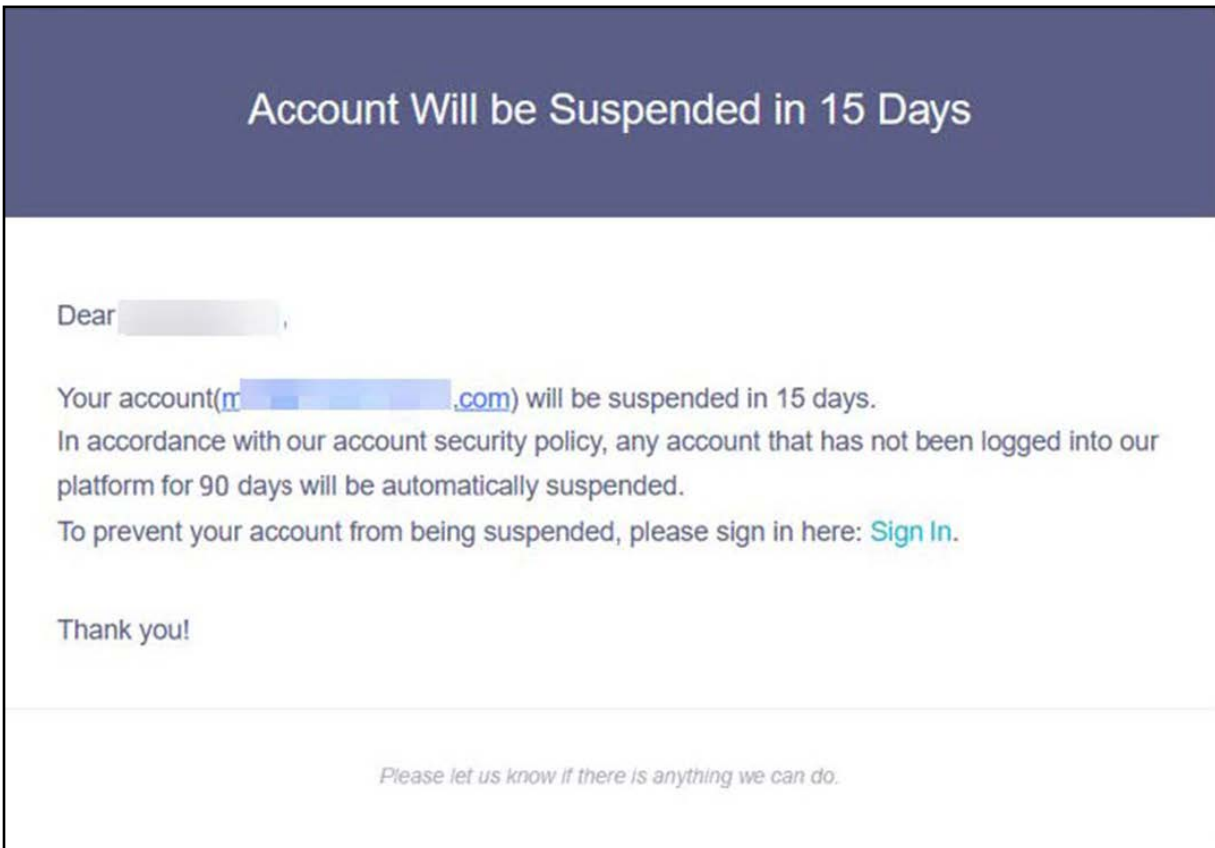 Account Will be Suspended in 15 Days
Dear ,
Your account(m .com) will be suspended in 15 days.
In accordance with our account security policy, any account that has not been logged into our
platform for 90 days will be automatically suspended.
To prevent your account from being suspended, please sign in here: Sign In.
Thank you!
Please let us know if there is anything we can do.